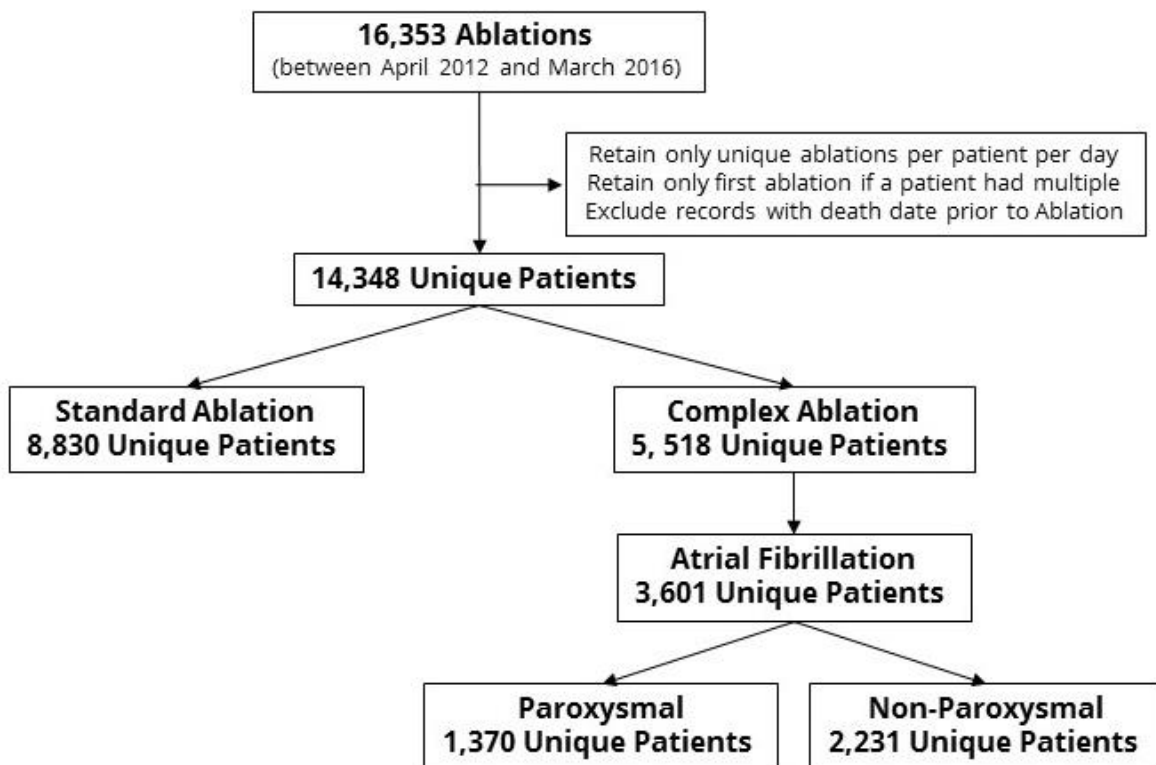 16,353 Ablations
(between April 2012 and March 2016)
Retain only unique ablations per patient per day
Retain only first ablation if a patient had multiple
Exclude records with death date prior to Ablation
14,348 Unique Patients
Standard Ablation
8,830 Unique Patients
Complex Ablation
5, 518 Unique Patients
Atrial Fibrillation
3,601 Unique Patients
Paroxysmal
1,370 Unique Patients
Non-Paroxysmal
2,231 Unique Patients